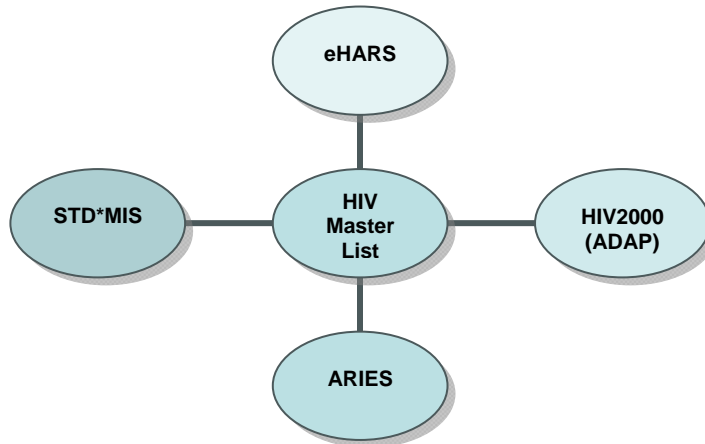 eHARS
STD*MIS
HIV
Master
List
HIV2000
(ADAP)
ARIES